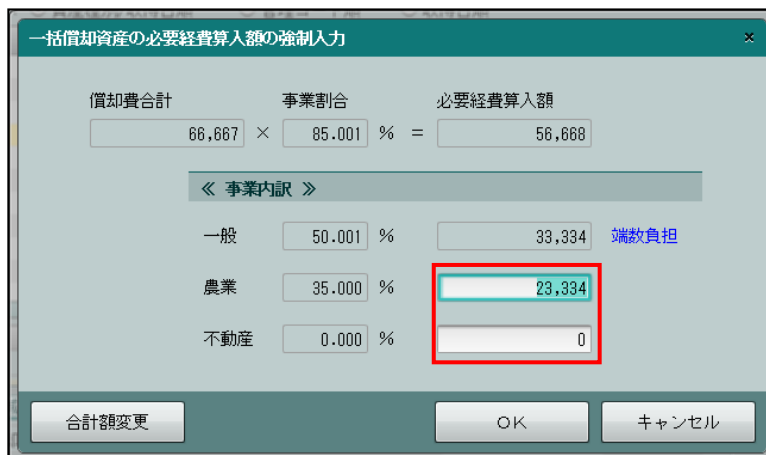 一括償却資産の必要経費算入額の強制入力 ×
償却費合計 事業割合 必要経費算入額
66,667 × 85.001 % = 56,668
≪ 事業内訳 ≫
一般 50.001 % 33,334 端数負担
農業 35.000 % 23,334
不動産 0.000 % 0
合計額変更 OK キャンセル